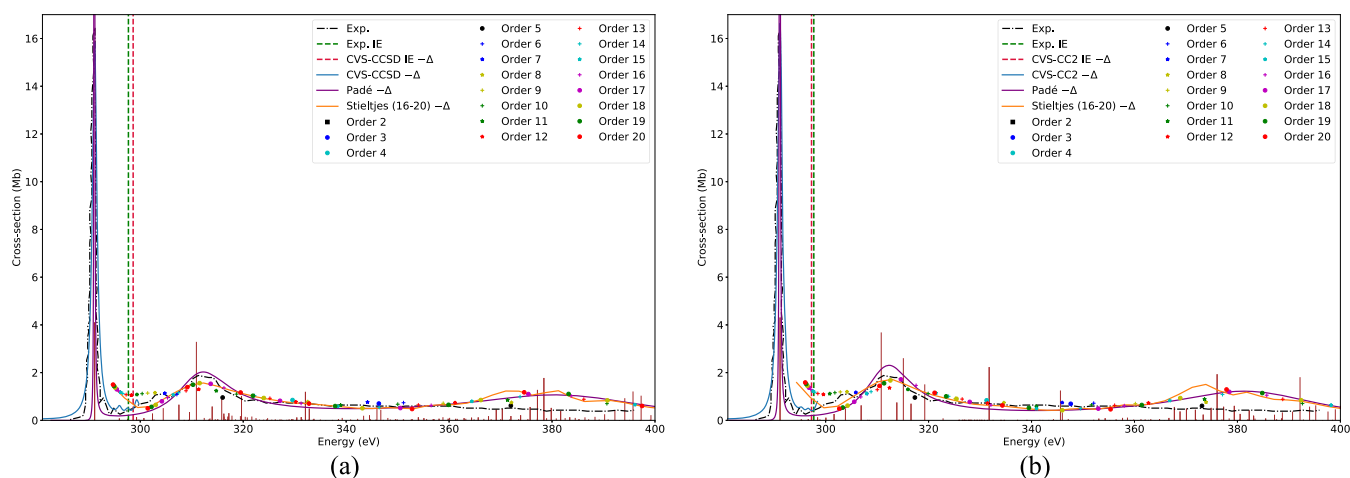 Cross-section (Mb)
16
14
12
10
8
6
4
2
0
300
320
340
360
380
400
Energy (eV)
Exp.
Exp. IE
CVS-CCSD IE −Δ
CVS-CCSD −Δ
Padé −Δ
Stieltjes (16-20) −Δ
Order 2
Order 3
Order 4
Order 5
Order 6
Order 7
Order 8
Order 9
Order 10
Order 11
Order 12
Order 13
Order 14
Order 15
Order 16
Order 17
Order 18
Order 19
Order 20
(a)
Cross-section (Mb)
16
14
12
10
8
6
4
2
0
300
320
340
360
380
400
Energy (eV)
Exp.
Exp. IE
CVS-CC2 IE −Δ
CVS-CC2 −Δ
Padé −Δ
Stieltjes (16-20) −Δ
Order 2
Order 3
Order 4
Order 5
Order 6
Order 7
Order 8
Order 9
Order 10
Order 11
Order 12
Order 13
Order 14
Order 15
Order 16
Order 17
Order 18
Order 19
Order 20
(b)